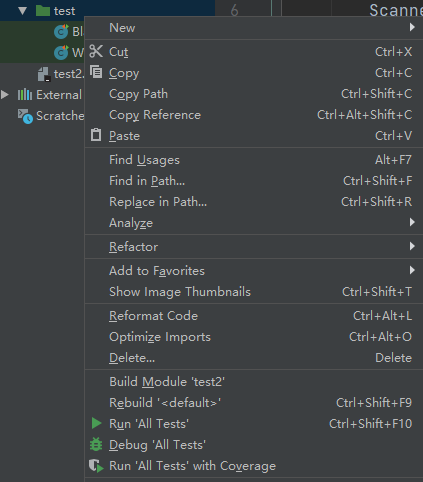 test
6
Scanne
New
Bl
Cut Ctrl+X
W
Copy Ctrl+C
test2.
Copy Path Ctrl+Shift+C
External
Copy Reference Ctrl+Alt+Shift+C
Scratche
Paste Ctrl+V
Find Usages Alt+F7
Find in Path... Ctrl+Shift+F
Replace in Path... Ctrl+Shift+R
Analyze
Refactor
Add to Favorites
Show Image Thumbnails Ctrl+Shift+T
Reformat Code Ctrl+Alt+L
Optimize Imports Ctrl+Alt+O
Delete... Delete
Build Module 'test2'
Rebuild '<default>' Ctrl+Shift+F9
Run 'All Tests' Ctrl+Shift+F10
Debug 'All Tests'
Run 'All Tests' with Coverage